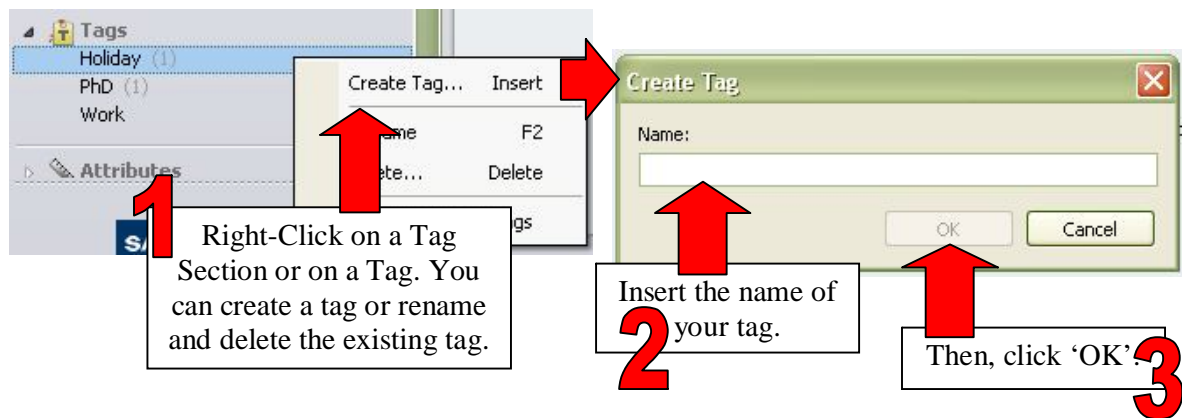 Tags
Holiday (1)
PhD (1)
Work
Attributes
Create Tag... Insert
F2
Delete
Create Tag
Name:
OK Cancel
1
Right-Click on a Tag
Section or on a Tag. You
can create a tag or rename
and delete the existing tag.
2
Insert the name of
your tag.
3
Then, click ‘OK’.